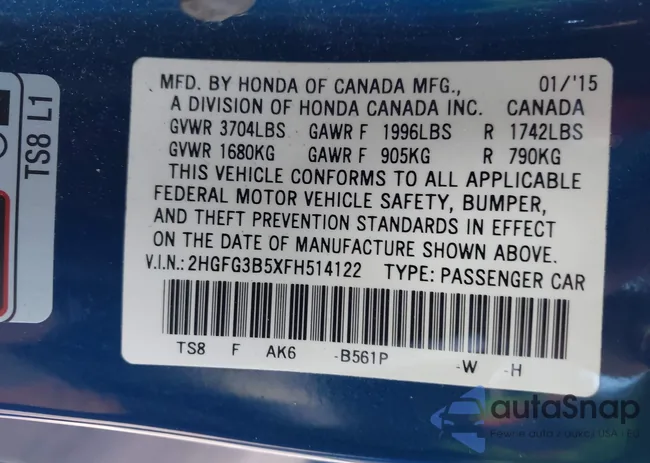 TS8 L1
MFD. BY HONDA OF CANADA MFG., 01/'15
A DIVISION OF HONDA CANADA INC. CANADA
GVWR 3704LBS GAWR F 1996LBS R 1742LBS
GVWR 1680KG GAWR F 905KG R 790KG
THIS VEHICLE CONFORMS TO ALL APPLICABLE
FEDERAL MOTOR VEHICLE SAFETY, BUMPER,
AND THEFT PREVENTION STANDARDS IN EFFECT
ON THE DATE OF MANUFACTURE SHOWN ABOVE.
V.I.N.: 2HGFG3B5XFH514122 TYPE: PASSENGER CAR
TS8 F AK6 -B561P -W -H
autoSnap